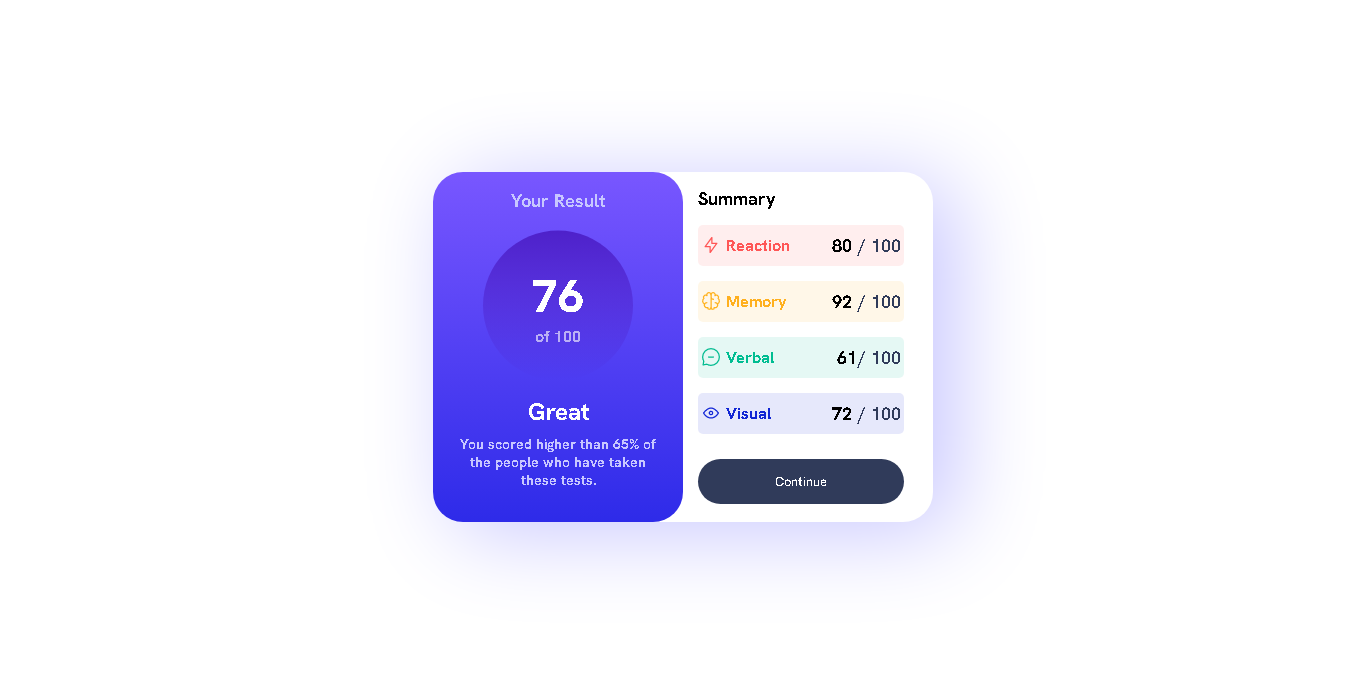 Your Result
76
of 100
Great
You scored higher than 65% of
the people who have taken
these tests.
Summary
Reaction 80 / 100
Memory 92 / 100
Verbal 61/ 100
Visual 72 / 100
Continue